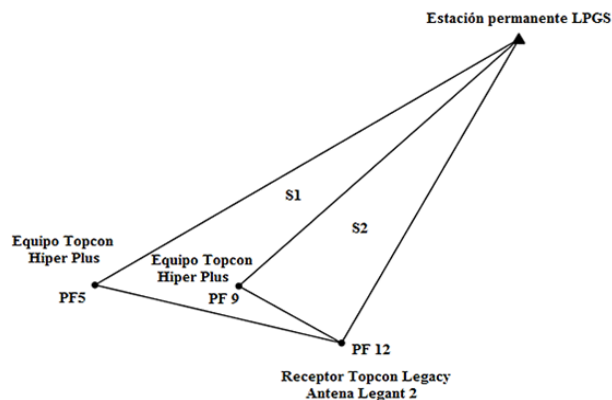 Estación permanente LPGS
S1
S2
Equipo Topcon
Hiper Plus
PF5
Equipo Topcon
Hiper Plus
PF 9
PF 12
Receptor Topcon Legacy
Antena Legant 2